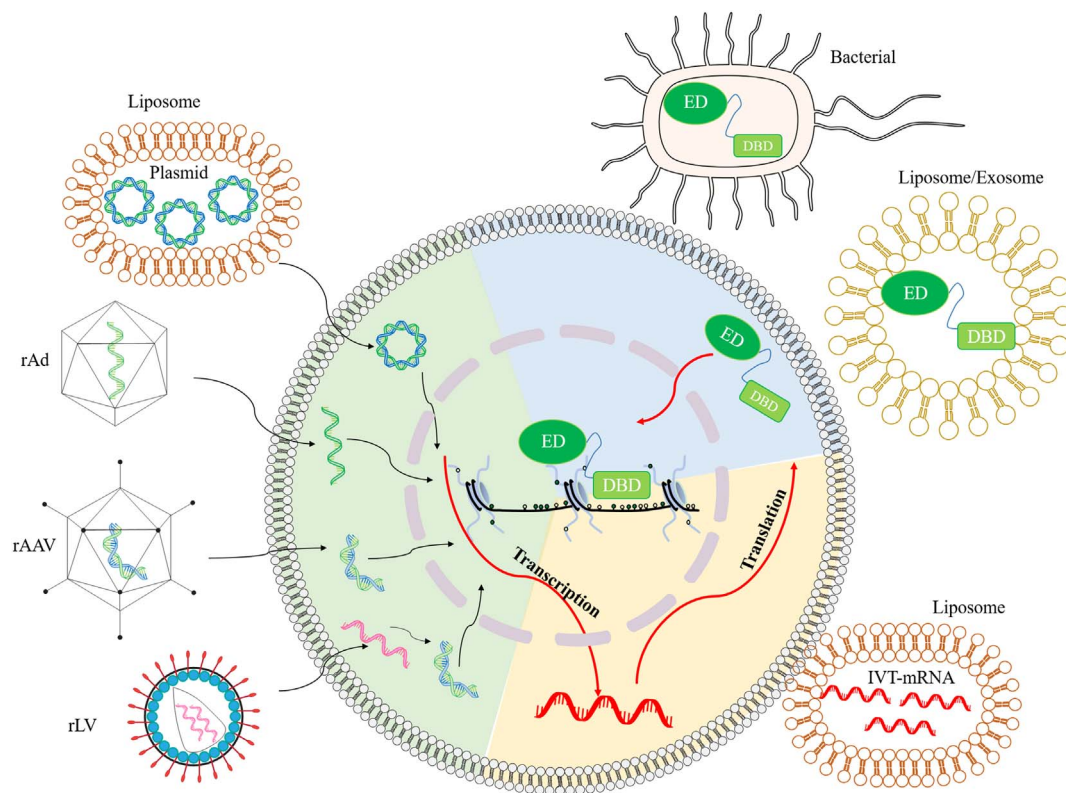 Bacterial
ED
DBD
Liposome
Plasmid
Liposome/Exosome
ED
DBD
rAd
ED
DBD
ED
DBD
rAAV
Transcription
Translation
Liposome
IVT-mRNA
rLV